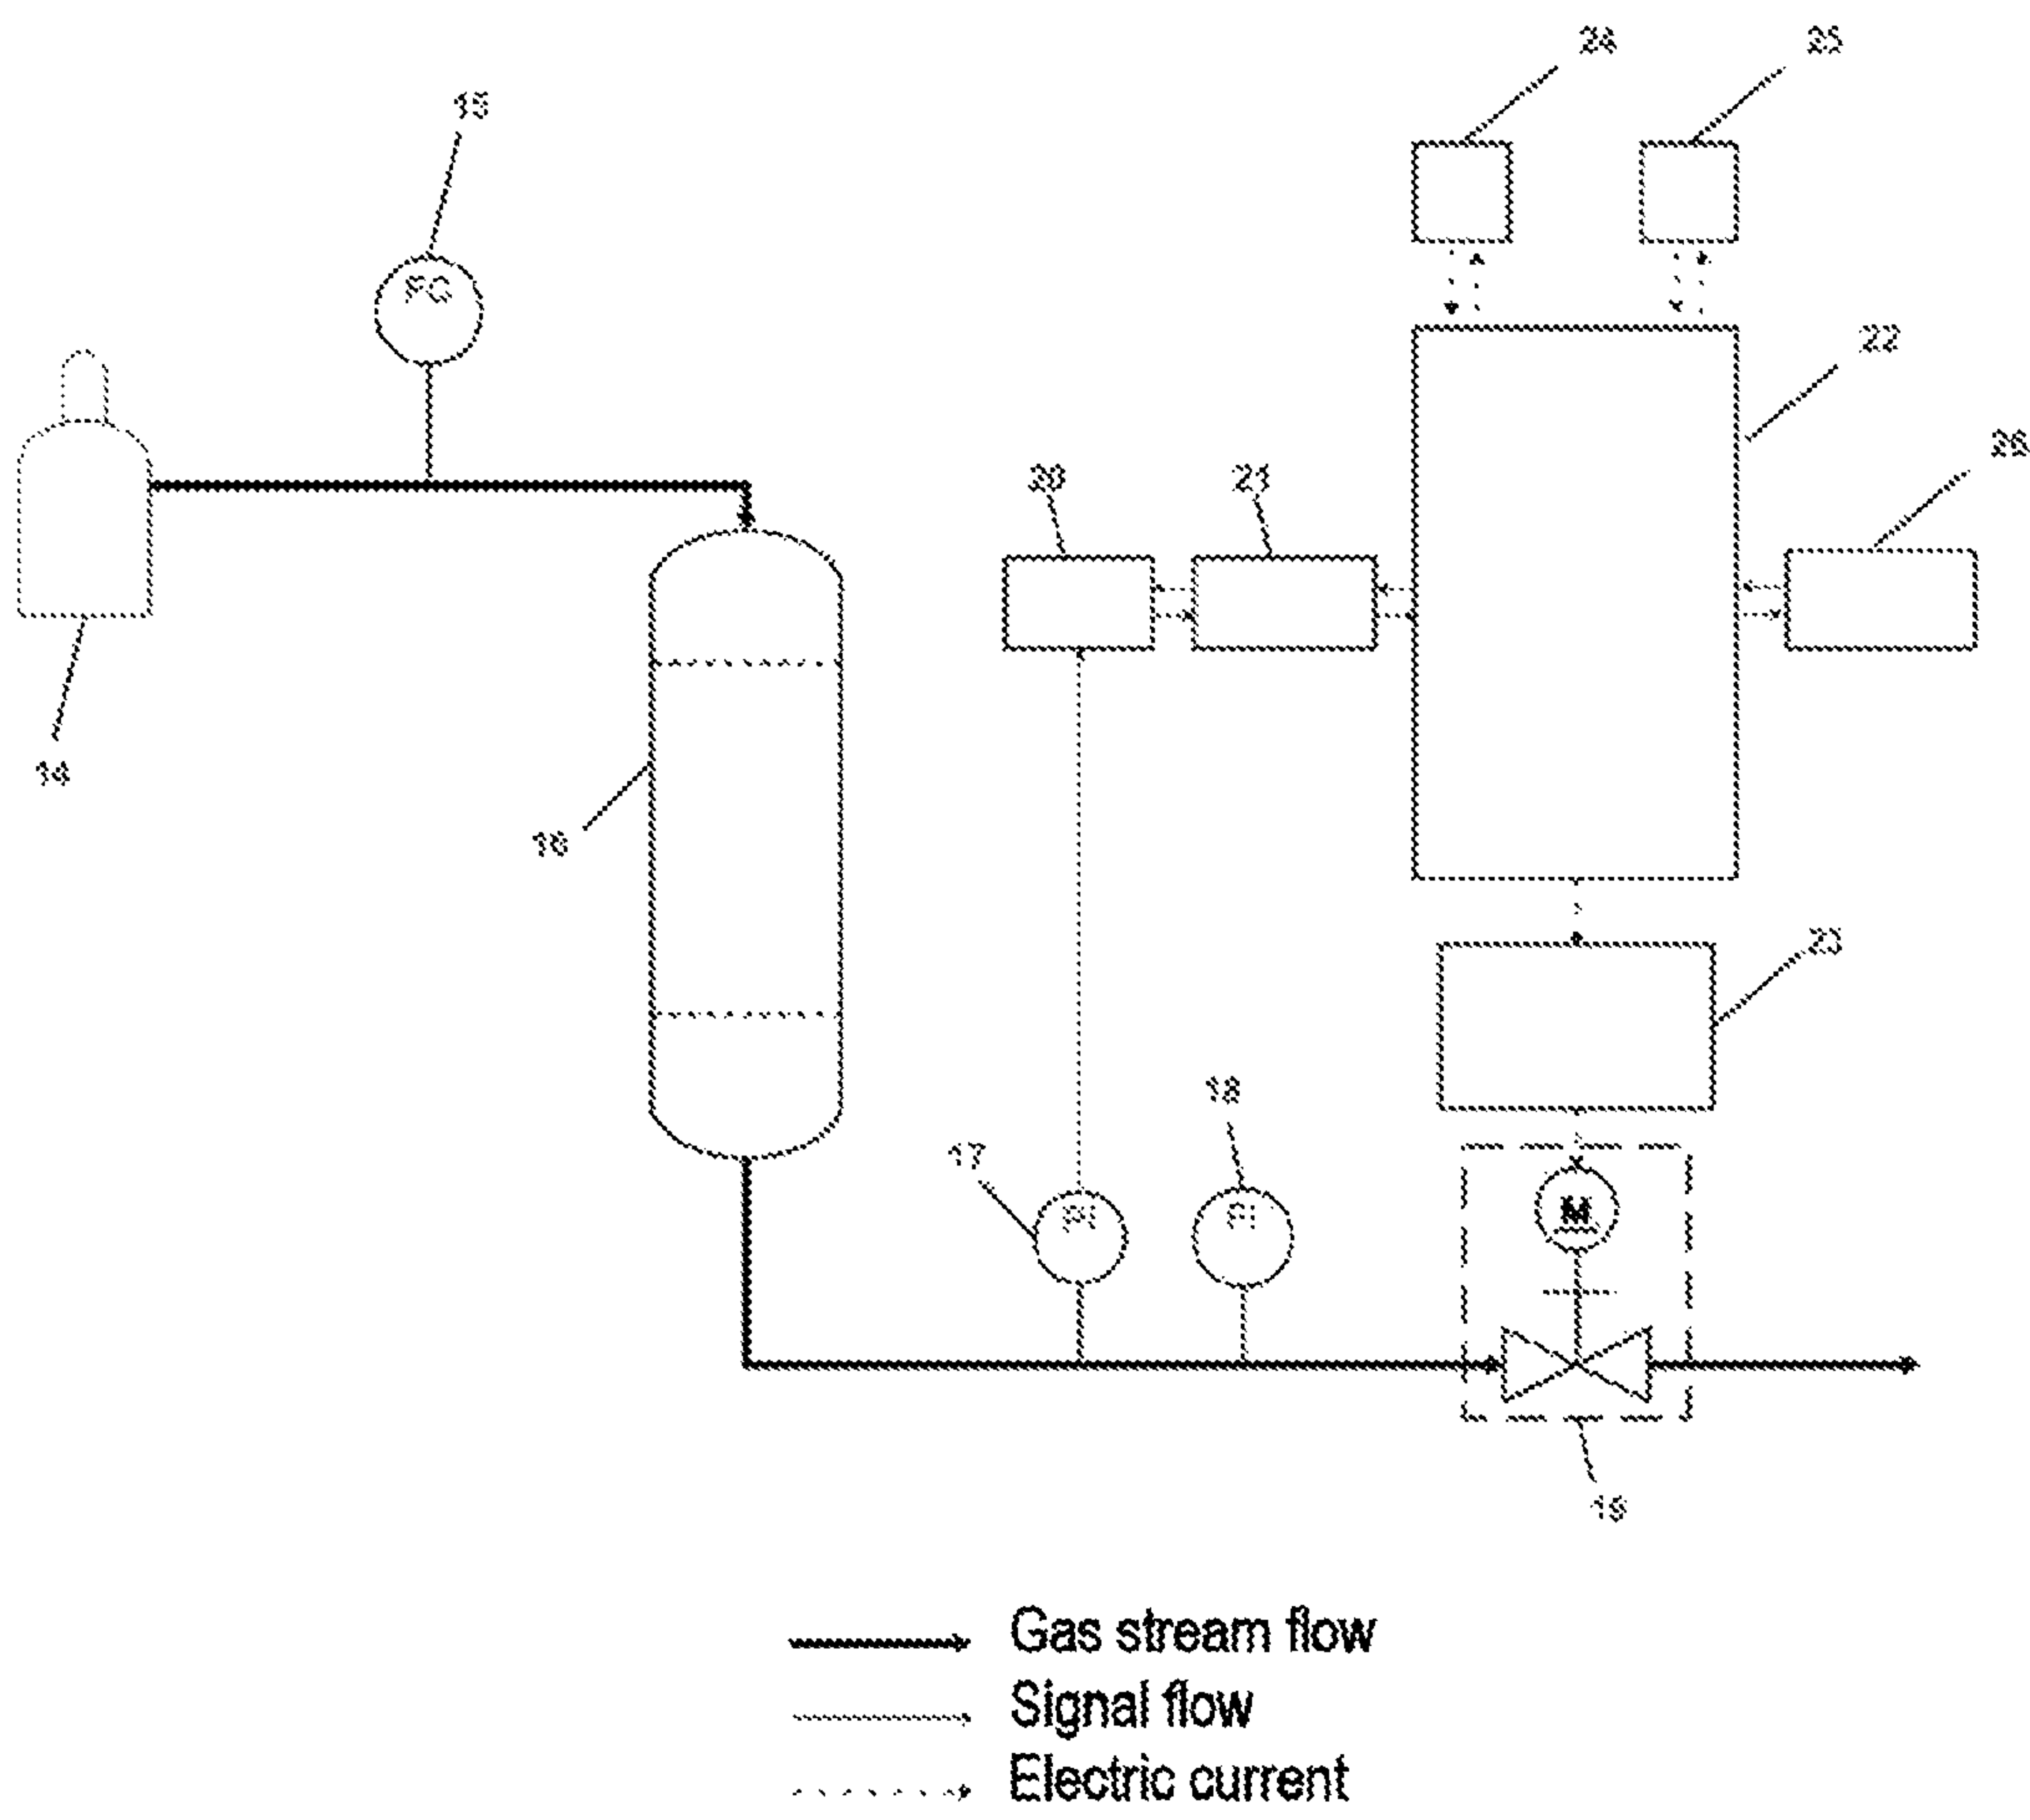 24
25
15
FC
22
26
20
21
14
16
23
18
17
PI
FI
M
19
Gas stream flow
Signal flow
Electric current